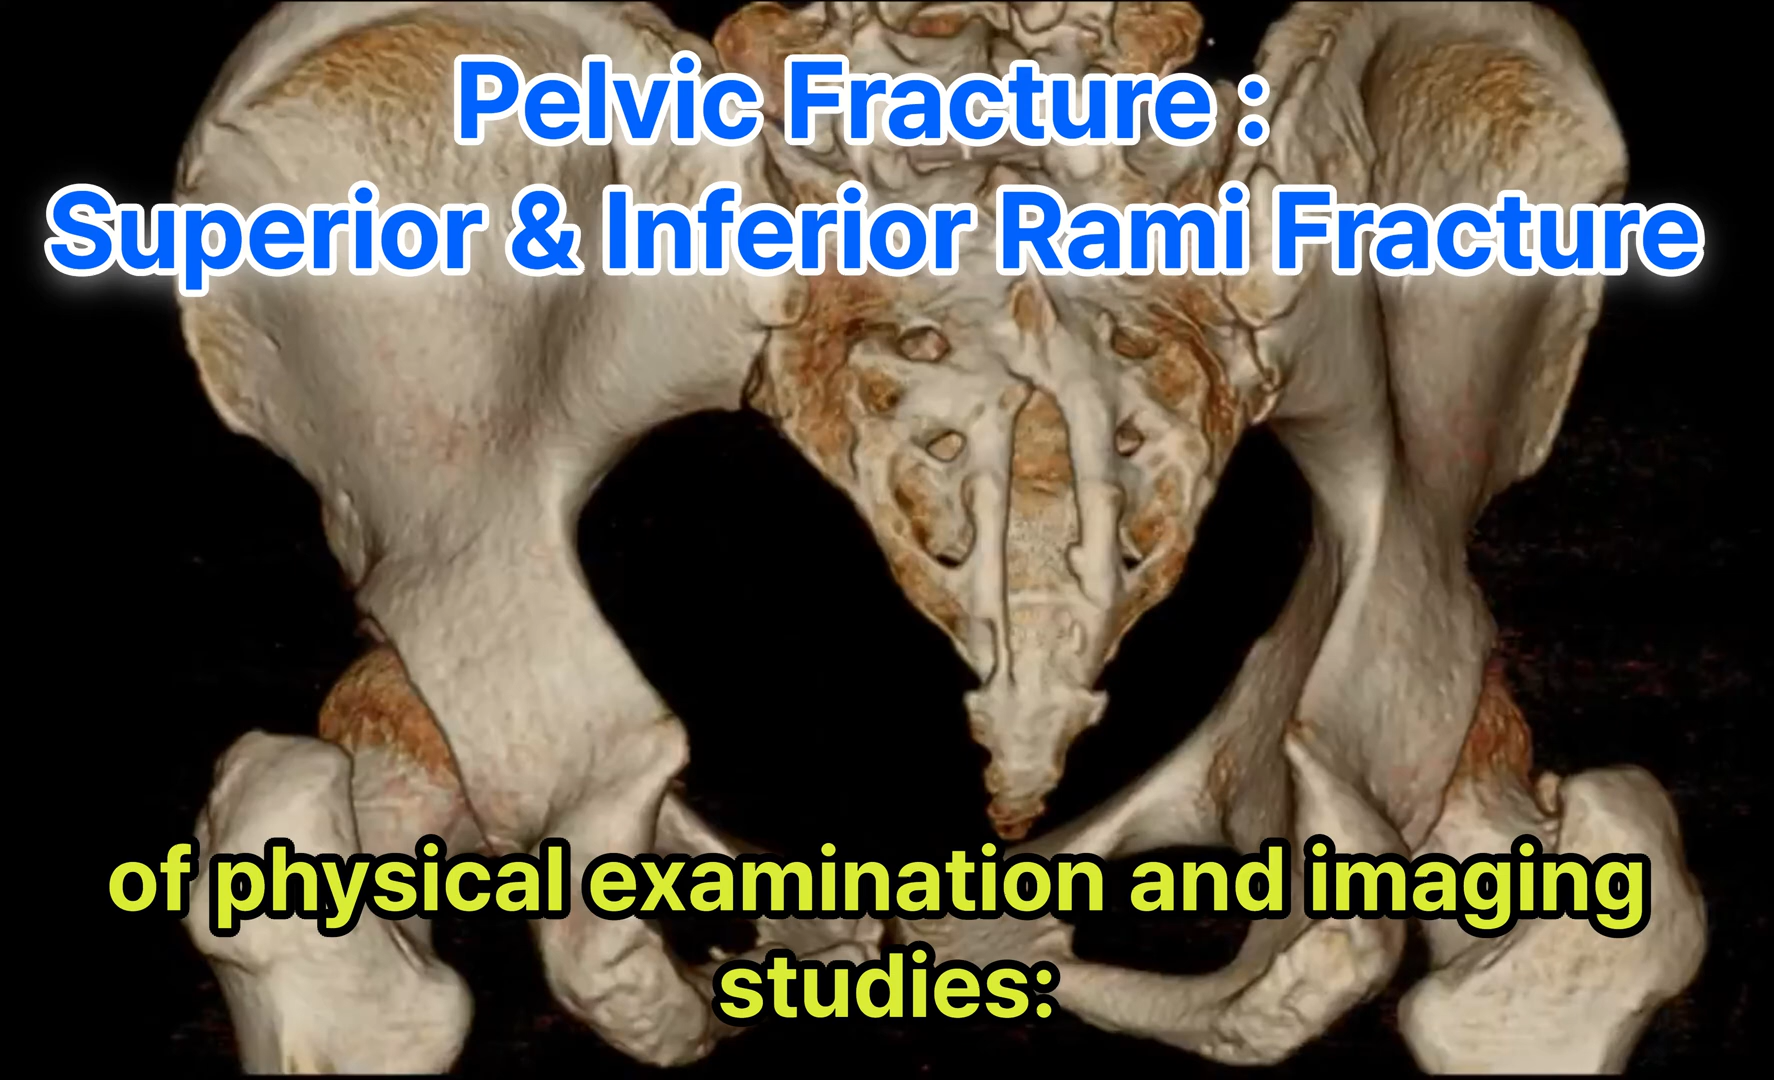 Pelvic Fracture :
Superior & Inferior Rami Fracture
of physical examination and imaging
studies: